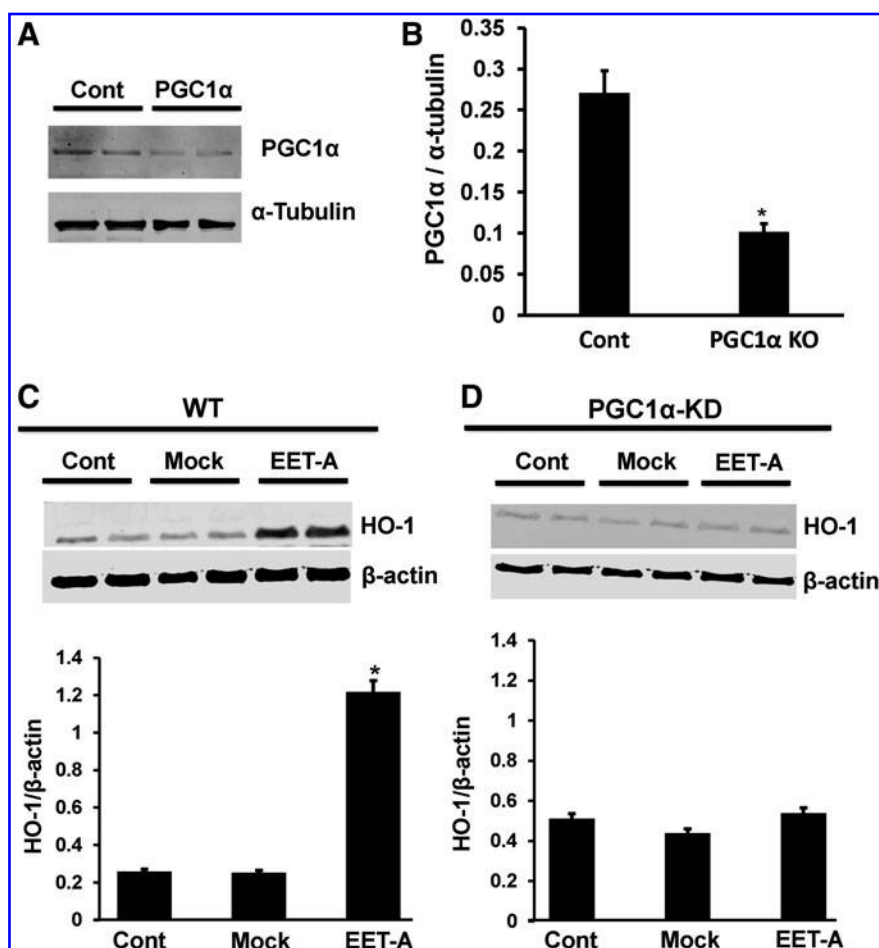 A
Cont PGC1α
PGC1α
α-Tubulin
B
PGC1α / α-tubulin
0.35
0.3
0.25
0.2
0.15
0.1
0.05
0
*
Cont PGC1α KO
C
WT
Cont Mock EET-A
HO-1
β-actin
HO-1/β-actin
1.4
1.2
1
0.8
0.6
0.4
0.2
0
*
Cont Mock EET-A
D
PGC1α-KD
Cont Mock EET-A
HO-1
β-actin
HO-1/β-actin
1.4
1.2
1
0.8
0.6
0.4
0.2
0
Cont Mock EET-A